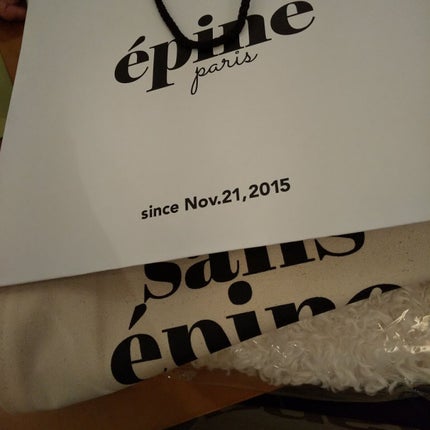 épine
paris
since Nov.21,2015
sans
épine